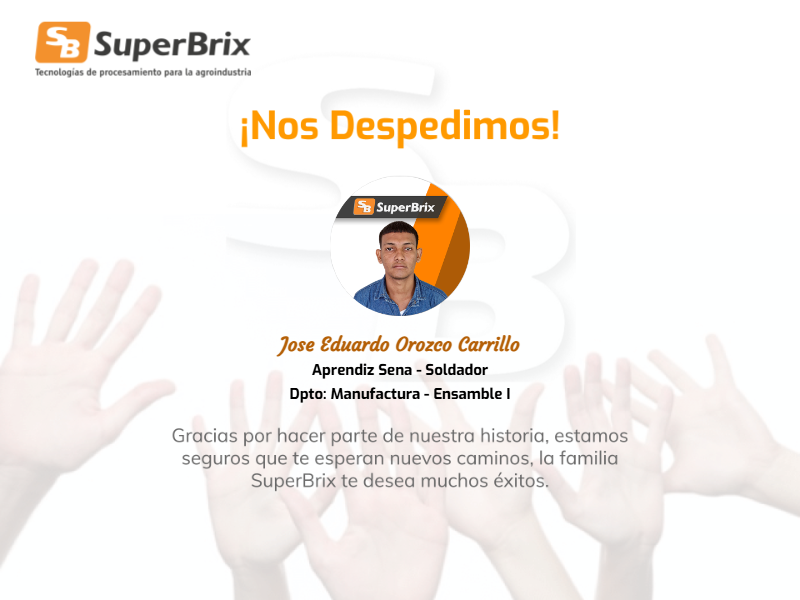 SB SuperBrix
Tecnologías de procesamiento para la agroindustria
¡Nos Despedimos!
SB SuperBrix
Jose Eduardo Orozco Carrillo
Aprendiz Sena - Soldador
Dpto: Manufactura - Ensamble I
Gracias por hacer parte de nuestra historia, estamos
seguros que te esperan nuevos caminos, la familia
SuperBrix te desea muchos éxitos.